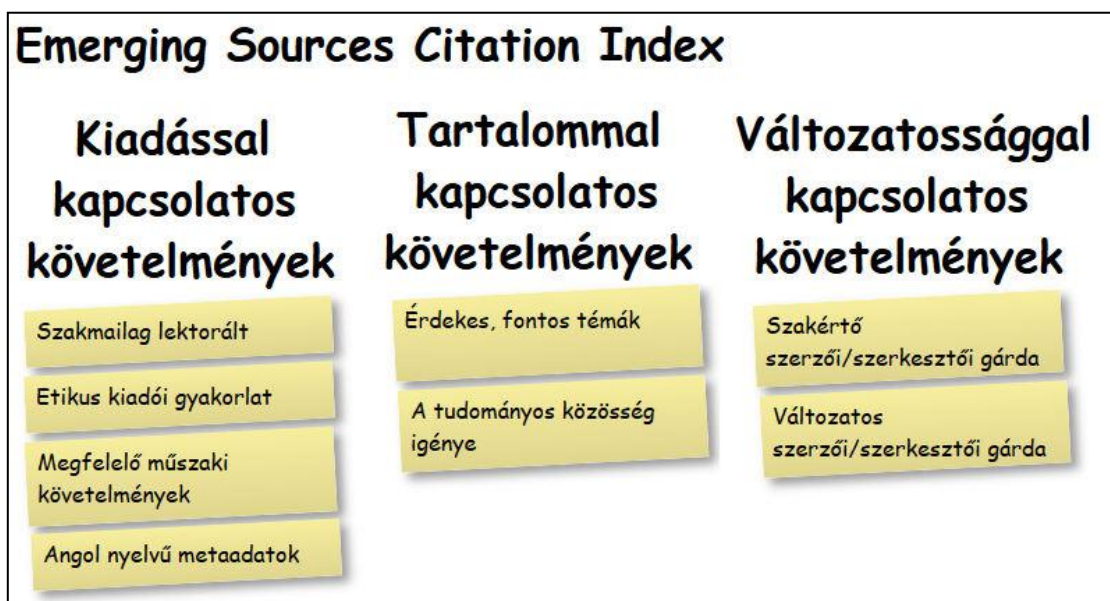 Emerging Sources Citation Index
Kiadással
kapcsolatos
követelmények
Szakmailag lektorált
Etikus kiadói gyakorlat
Megfelelő műszaki
követelmények
Angol nyelvű metaadatok
Tartalommal
kapcsolatos
követelmények
Érdekes, fontos témák
A tudományos közösség
igénye
Változatossággal
kapcsolatos
követelmények
Szakértő
szerzői/szerkesztői gárda
Változatos
szerzői/szerkesztői gárda